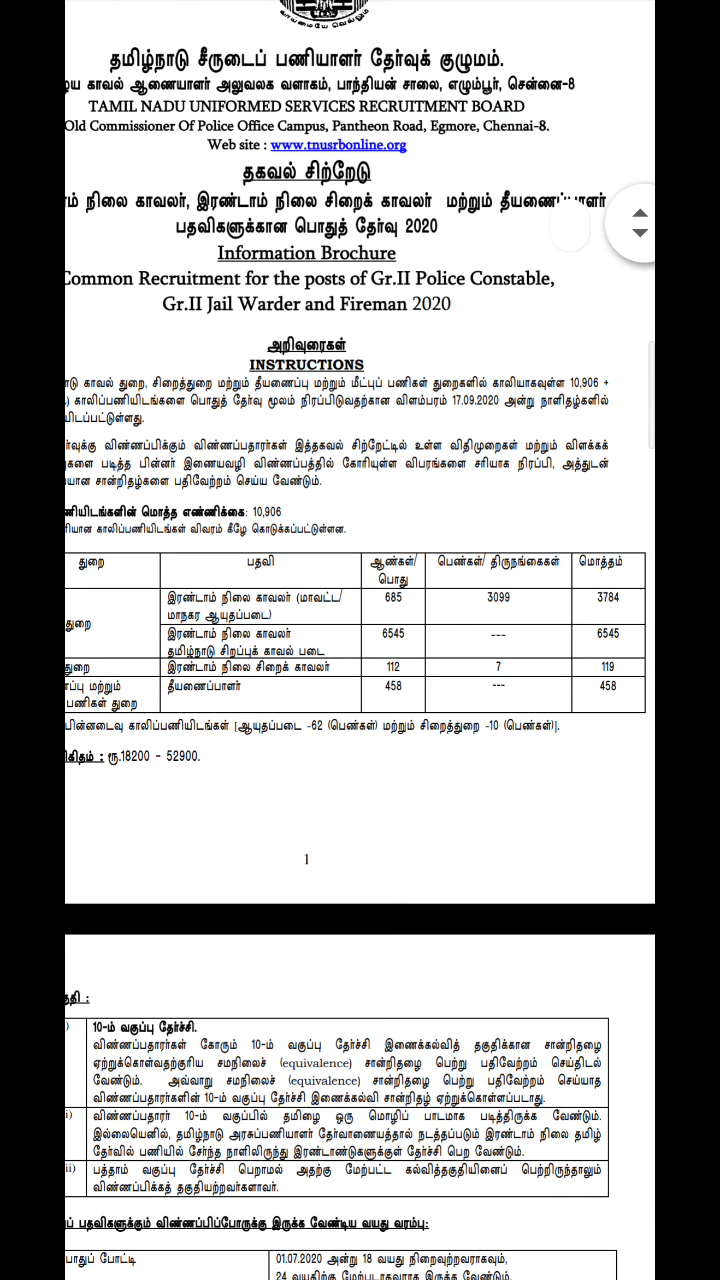 வாய்மையே வெல்லும்
தமிழ்நாடு சீருடைப் பணியாளர் தேர்வுக் குழுமம்.
காவல் ஆணையாளர் அலுவலக வளாகம், பாந்தியன் சாலை, எழும்பூர், சென்னை-8
TAMIL NADU UNIFORMED SERVICES RECRUITMENT BOARD
Old Commissioner Of Police Office Campus, Pantheon Road, Egmore, Chennai-8.
Web site : www.tnusrbonline.org
தகவல் சிற்றேடு
நிலை காவலர், இரண்டாம் நிலை சிறைக் காவலர் மற்றும் தீயணைப்பாளர்
பதவிகளுக்கான பொதுத் தேர்வு 2020
Information Brochure
Common Recruitment for the posts of Gr.II Police Constable,
Gr.II Jail Warder and Fireman 2020
அறிவுரைகள்
INSTRUCTIONS
காவல் துறை, சிறைத்துறை மற்றும் தீயணைப்பு மற்றும் மீட்புப் பணிகள் துறைகளில் காலியாகவுள்ள 10,906 +
காலிப்பணியிடங்களை பொதுத் தேர்வு மூலம் நிரப்பிடுவதற்கான விளம்பரம் 17.09.2020 அன்று நாளிதழ்களில்
யிடப்பட்டுள்ளது.
ர்வுக்கு விண்ணப்பிக்கும் விண்ணப்பதாரர்கள் இத்தகவல் சிற்றேட்டில் உள்ள விதிமுறைகள் மற்றும் விளக்கக்
களை படித்த பின்னர் இணையவழி விண்ணப்பத்தில் கோரியுள்ள விபரங்களை சரியாக நிரப்பி, அத்துடன்
யான சான்றிதழ்களை பதிவேற்றம் செய்ய வேண்டும்.
ணியிடங்களின் மொத்த எண்ணிக்கை: 10,906
ரியான காலிப்பணியிடங்கள் விவரம் கீழே கொடுக்கப்பட்டுள்ளன.
துறை பதவி ஆண்கள்/ பெண்கள்/ திருநங்கைகள் மொத்தம்
பொது
இரண்டாம் நிலை காவலர் (மாவட்ட/ 685 3099 3784
மாநகர ஆயுதப்படை)
துறை
இரண்டாம் நிலை காவலர் 6545 --- 6545
தமிழ்நாடு சிறப்புக் காவல் படை
துறை இரண்டாம் நிலை சிறைக் காவலர் 112 7 119
ப்பு மற்றும் தீயணைப்பாளர் 458 --- 458
பணிகள் துறை
பின்னடைவு காலிப்பணியிடங்கள் [ஆயுதப்படை -62 (பெண்கள்) மற்றும் சிறைத்துறை -10 (பெண்கள்)].
கிதம் : ரூ.18200 - 52900.
1
தி :
) 10-ம் வகுப்பு தேர்ச்சி.
விண்ணப்பதாரர்கள் கோரும் 10-ம் வகுப்பு தேர்ச்சி இணைக்கல்வித் தகுதிக்கான சான்றிதழை
ஏற்றுக்கொள்வதற்குரிய சமநிலைச் (equivalence) சான்றிதழை பெற்று பதிவேற்றம் செய்திடல்
வேண்டும். அவ்வாறு சமநிலைச் (equivalence) சான்றிதழை பெற்று பதிவேற்றம் செய்யாத
விண்ணப்பதாரர்களின் 10-ம் வகுப்பு தேர்ச்சி இணைக்கல்வி சான்றிதழ் ஏற்றுக்கொள்ளப்படாது.
i) விண்ணப்பதாரர் 10-ம் வகுப்பில் தமிழை ஒரு மொழிப் பாடமாக படித்திருக்க வேண்டும்.
இல்லையெனில், தமிழ்நாடு அரசுப்பணியாளர் தேர்வாணையத்தால் நடத்தப்படும் இரண்டாம் நிலை தமிழ்
தேர்வில் பணியில் சேர்ந்த நாளிலிருந்து இரண்டாண்டுகளுக்குள் தேர்ச்சி பெற வேண்டும்.
ii) பத்தாம் வகுப்பு தேர்ச்சி பெறாமல் அதற்கு மேற்பட்ட கல்வித்தகுதியினைப் பெற்றிருந்தாலும்
விண்ணப்பிக்கத் தகுதியற்றவர்களாவர்.
பதவிகளுக்கும் விண்ணப்பிப்போருக்கு இருக்க வேண்டிய வயது வரம்பு:
பாதுப் போட்டி 01.07.2020 அன்று 18 வயது நிறைவுற்றவராகவும்,
24 வயதிற்கு மேற்படாதவராக இருக்க வேண்டும்.